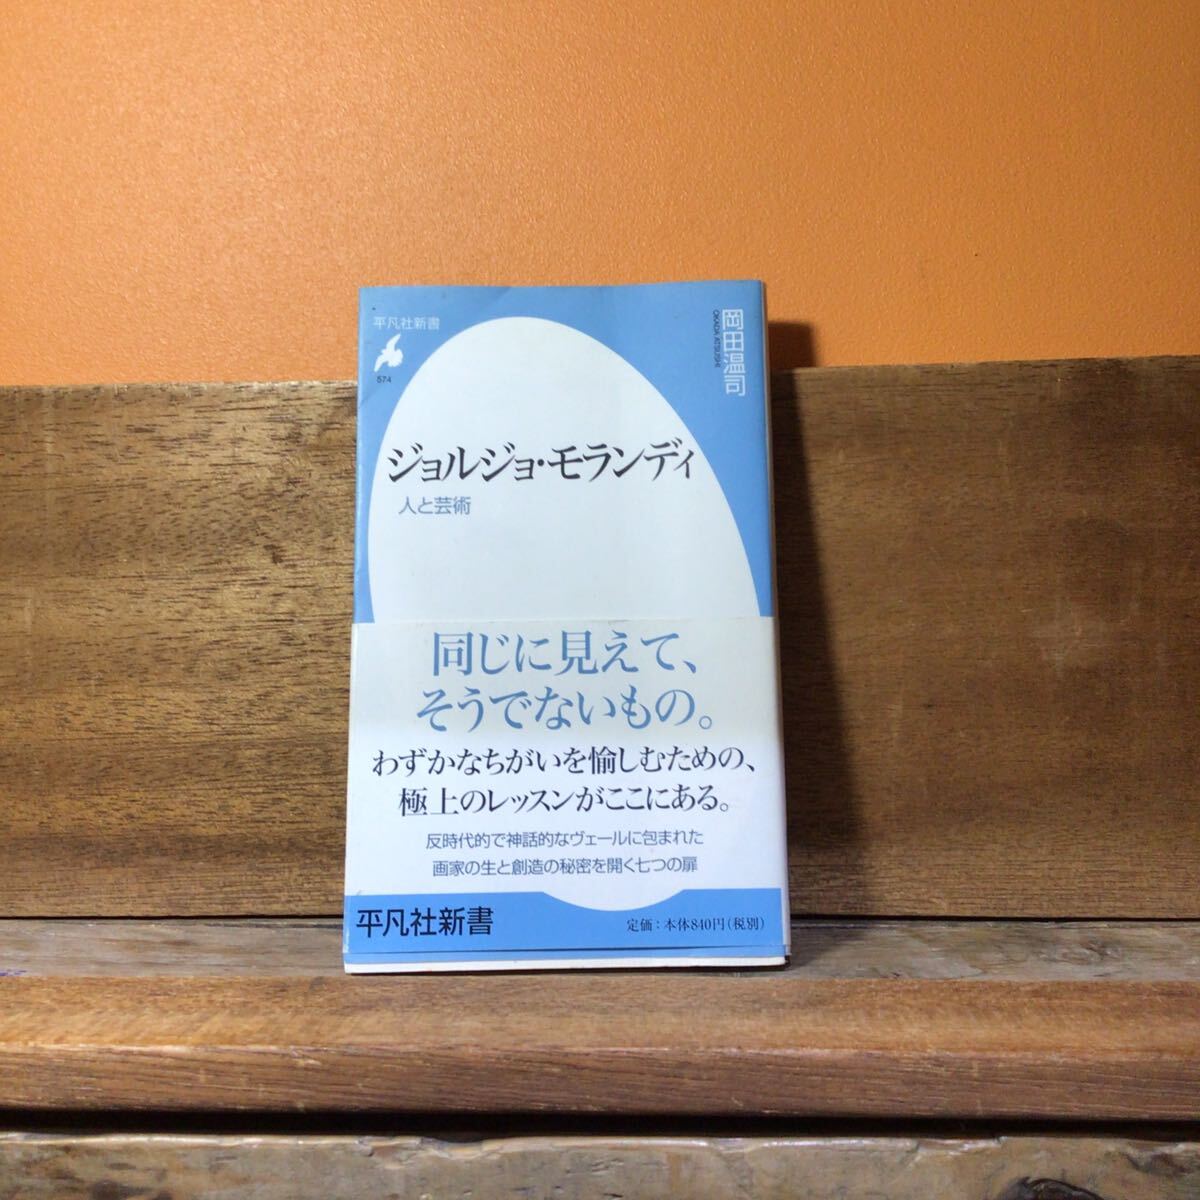 平凡社新書
574
岡田温司
OKADA ATSUSHI
ジョルジョ・モランディ
人と芸術
同じに見えて、
そうでないもの。
わずかなちがいを愉しむための、
極上のレッスンがここにある。
反時代的で神話的なヴェールに包まれた
画家の生と創造の秘密を開く七つの扉
平凡社新書
定価：本体840円（税別）